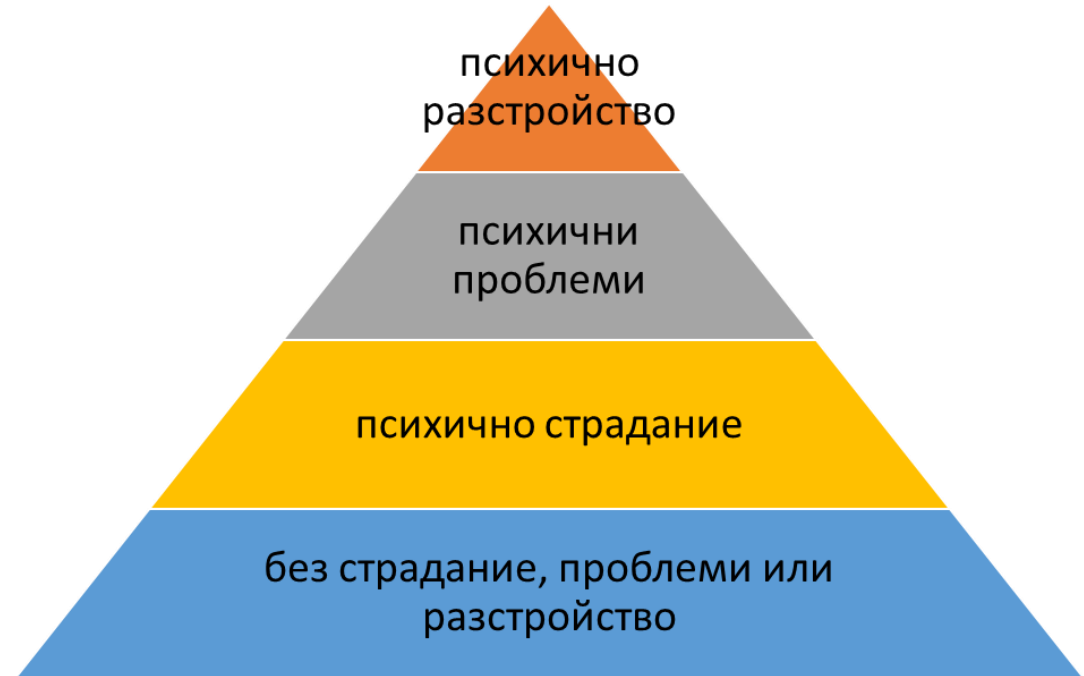 психично
разстройство
психични
проблеми
психично страдание
без страдание, проблеми или
разстройство